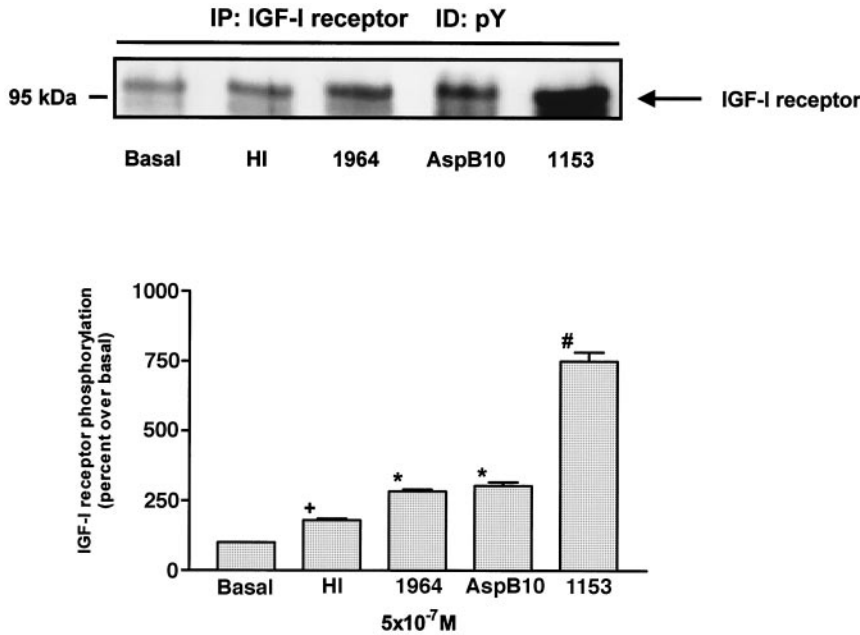 IP: IGF-I receptor ID: pY
95 kDa
IGF-I receptor
Basal HI 1964 AspB10 1153
IGF-I receptor phosphorylation
(percent over basal)
1000
750
500
250
0
+
*
*
#
Basal HI 1964 AspB10 1153
5x10⁻⁷M